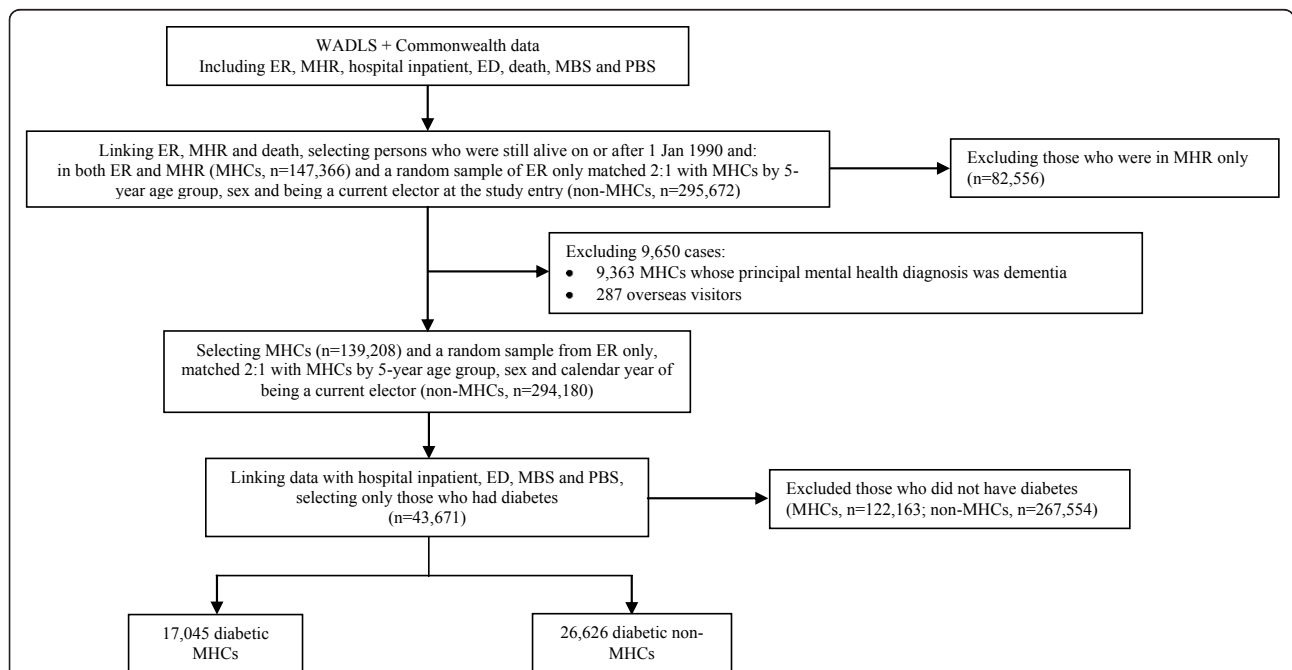 WADLS + Commonwealth data
Including ER, MHR, hospital inpatient, ED, death, MBS and PBS
Linking ER, MHR and death, selecting persons who were still alive on or after 1 Jan 1990 and:
in both ER and MHR (MHCs, n=147,366) and a random sample of ER only matched 2:1 with MHCs by 5-
year age group, sex and being a current elector at the study entry (non-MHCs, n=295,672)
Excluding those who were in MHR only
(n=82,556)
Excluding 9,650 cases:
• 9,363 MHCs whose principal mental health diagnosis was dementia
• 287 overseas visitors
Selecting MHCs (n=139,208) and a random sample from ER only,
matched 2:1 with MHCs by 5-year age group, sex and calendar year of
being a current elector (non-MHCs, n=294,180)
Linking data with hospital inpatient, ED, MBS and PBS,
selecting only those who had diabetes
(n=43,671)
Excluded those who did not have diabetes
(MHCs, n=122,163; non-MHCs, n=267,554)
17,045 diabetic
MHCs
26,626 diabetic non-
MHCs